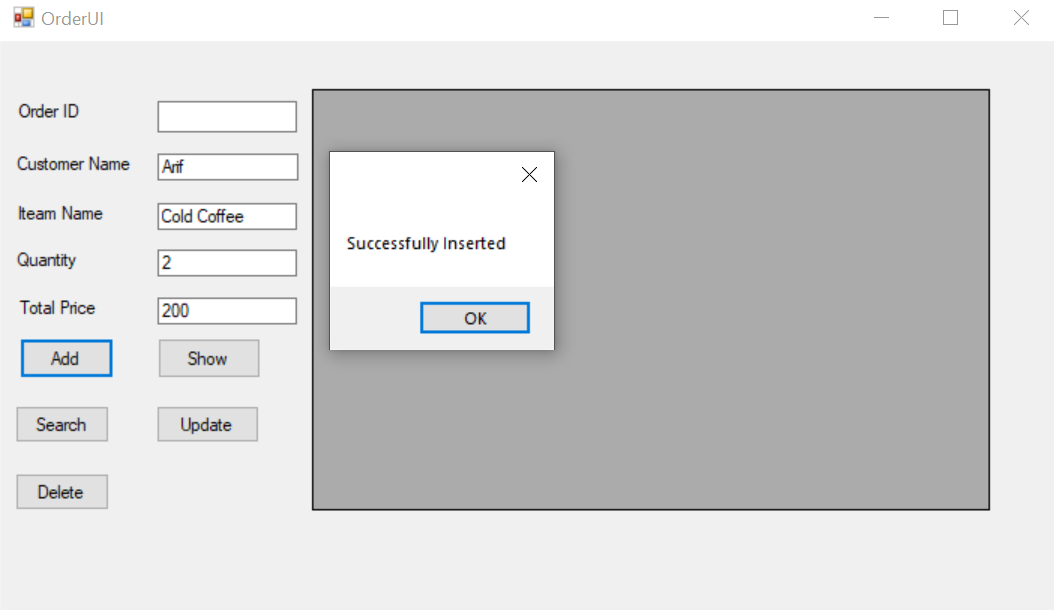 OrderUI
Order ID
Customer Name Arif
Iteam Name Cold Coffee
Quantity 2
Total Price 200
Add Show
Search Update
Delete
Successfully Inserted
OK